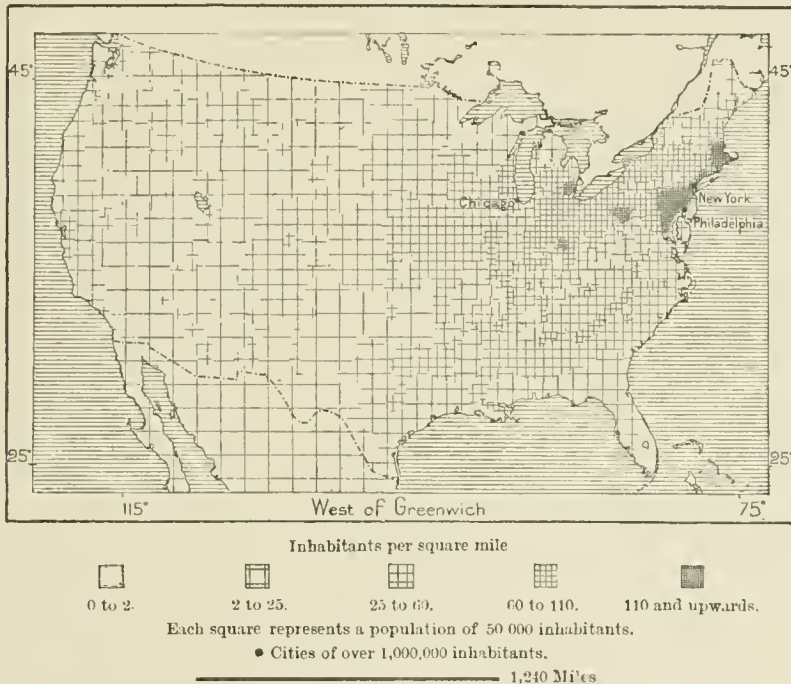 45°
45°
Chicago
New York
Philadelphia
25°
25°
115°
West of Greenwich
75°
Inhabitants per square mile
0 to 2.
2 to 25.
25 to 60.
60 to 110.
110 and upwards.
Each square represents a population of 50 000 inhabitants.
● Cities of over 1,000,000 inhabitants.
1,240 Miles